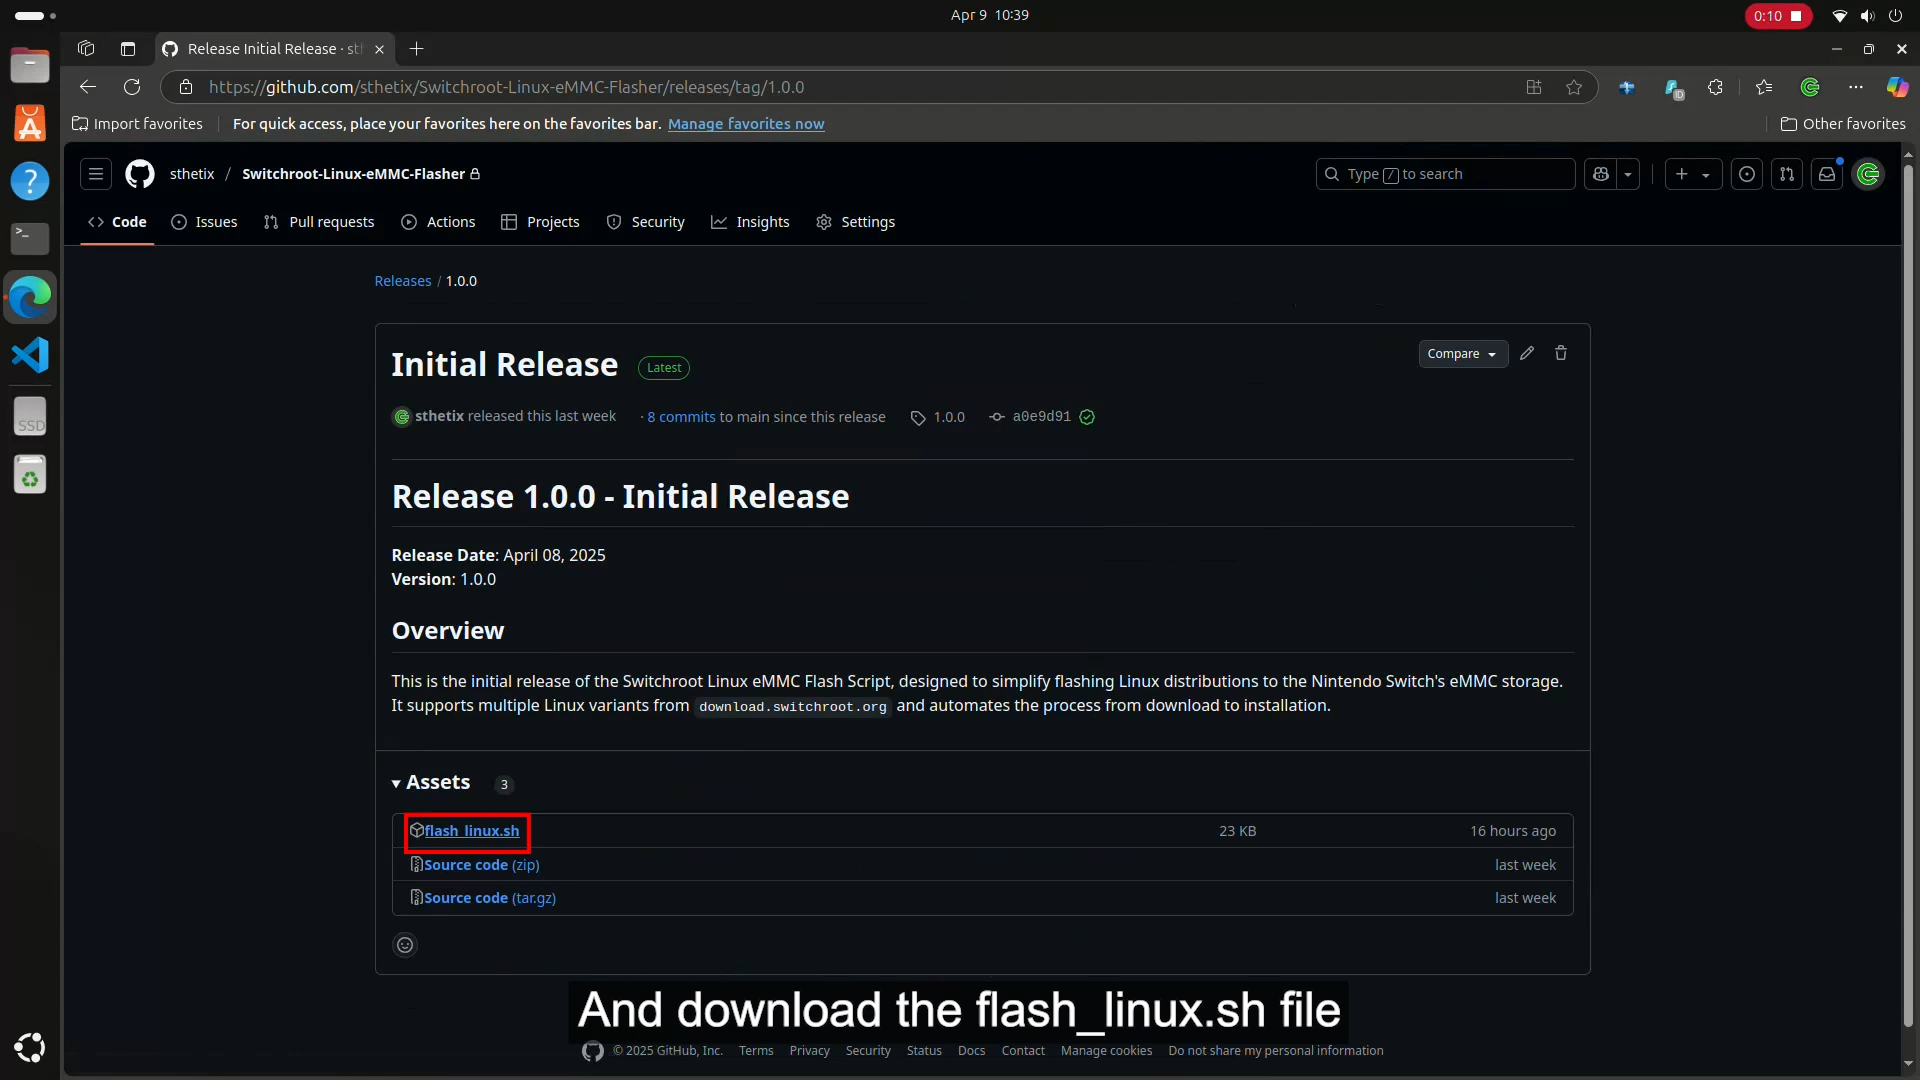 Apr 9 10:39
0:10
Release Initial Release · st
https://github.com/sthetix/Switchroot-Linux-eMMC-Flasher/releases/tag/1.0.0
Import favorites
For quick access, place your favorites here on the favorites bar. Manage favorites now
Other favorites
sthetix / Switchroot-Linux-eMMC-Flasher
Type / to search
Code
Issues
Pull requests
Actions
Projects
Security
Insights
Settings
Releases / 1.0.0
Initial Release
Latest
Compare
sthetix released this last week · 8 commits to main since this release
1.0.0
a0e9d91
Release 1.0.0 - Initial Release
Release Date: April 08, 2025
Version: 1.0.0
Overview
This is the initial release of the Switchroot Linux eMMC Flash Script, designed to simplify flashing Linux distributions to the Nintendo Switch's eMMC storage.
It supports multiple Linux variants from download.switchroot.org and automates the process from download to installation.
Assets 3
flash_linux.sh 23 KB 16 hours ago
Source code (zip) last week
Source code (tar.gz) last week
And download the flash_linux.sh file
© 2025 GitHub, Inc. Terms Privacy Security Status Docs Contact Manage cookies Do not share my personal information
SSD